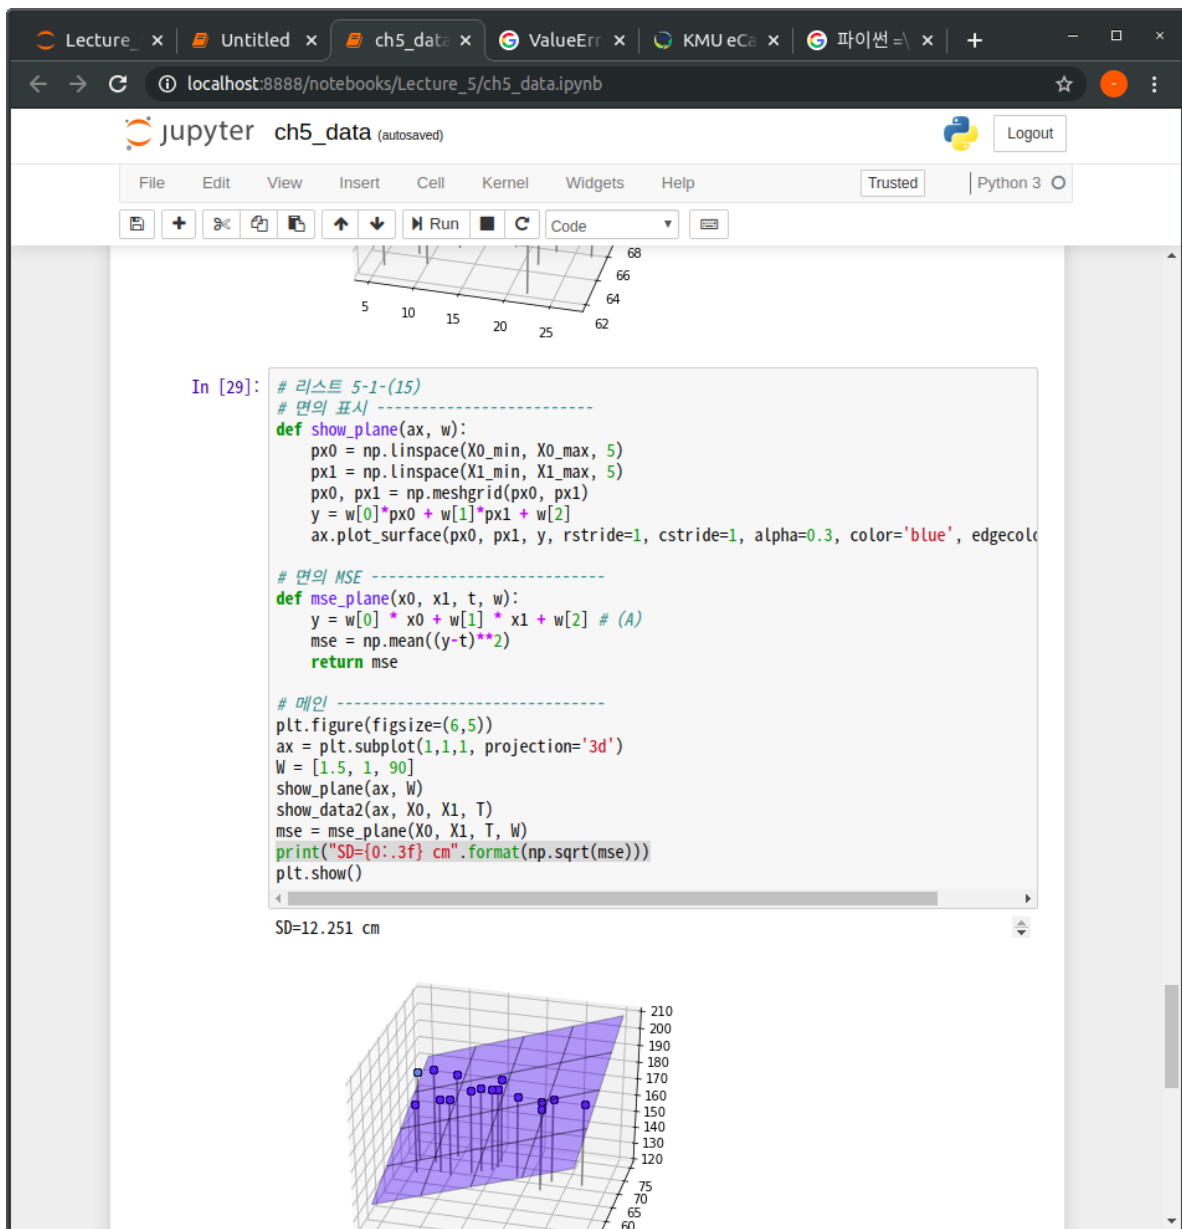 Lecture_
Untitled
ch5_data
ValueErr
KMU eCa
파이썬 =\
localhost:8888/notebooks/Lecture_5/ch5_data.ipynb
jupyter ch5_data (autosaved)
Logout
File Edit View Insert Cell Kernel Widgets Help
Trusted
Python 3
Run
Code
68
66
64
62
5 10 15 20 25
In [29]:
# 리스트 5-1-(15)
# 면의 표시 -------------------------
def show_plane(ax, w):
    px0 = np.linspace(X0_min, X0_max, 5)
    px1 = np.linspace(X1_min, X1_max, 5)
    px0, px1 = np.meshgrid(px0, px1)
    y = w[0]*px0 + w[1]*px1 + w[2]
    ax.plot_surface(px0, px1, y, rstride=1, cstride=1, alpha=0.3, color='blue', edgecolo
# 면의 MSE ---------------------------
def mse_plane(x0, x1, t, w):
    y = w[0] * x0 + w[1] * x1 + w[2] # (A)
    mse = np.mean((y-t)**2)
    return mse
# 메인 -------------------------------
plt.figure(figsize=(6,5))
ax = plt.subplot(1,1,1, projection='3d')
W = [1.5, 1, 90]
show_plane(ax, W)
show_data2(ax, X0, X1, T)
mse = mse_plane(X0, X1, T, W)
print("SD={0:.3f} cm".format(np.sqrt(mse)))
plt.show()
SD=12.251 cm
210
200
190
180
170
160
150
140
130
120
75
70
65
60